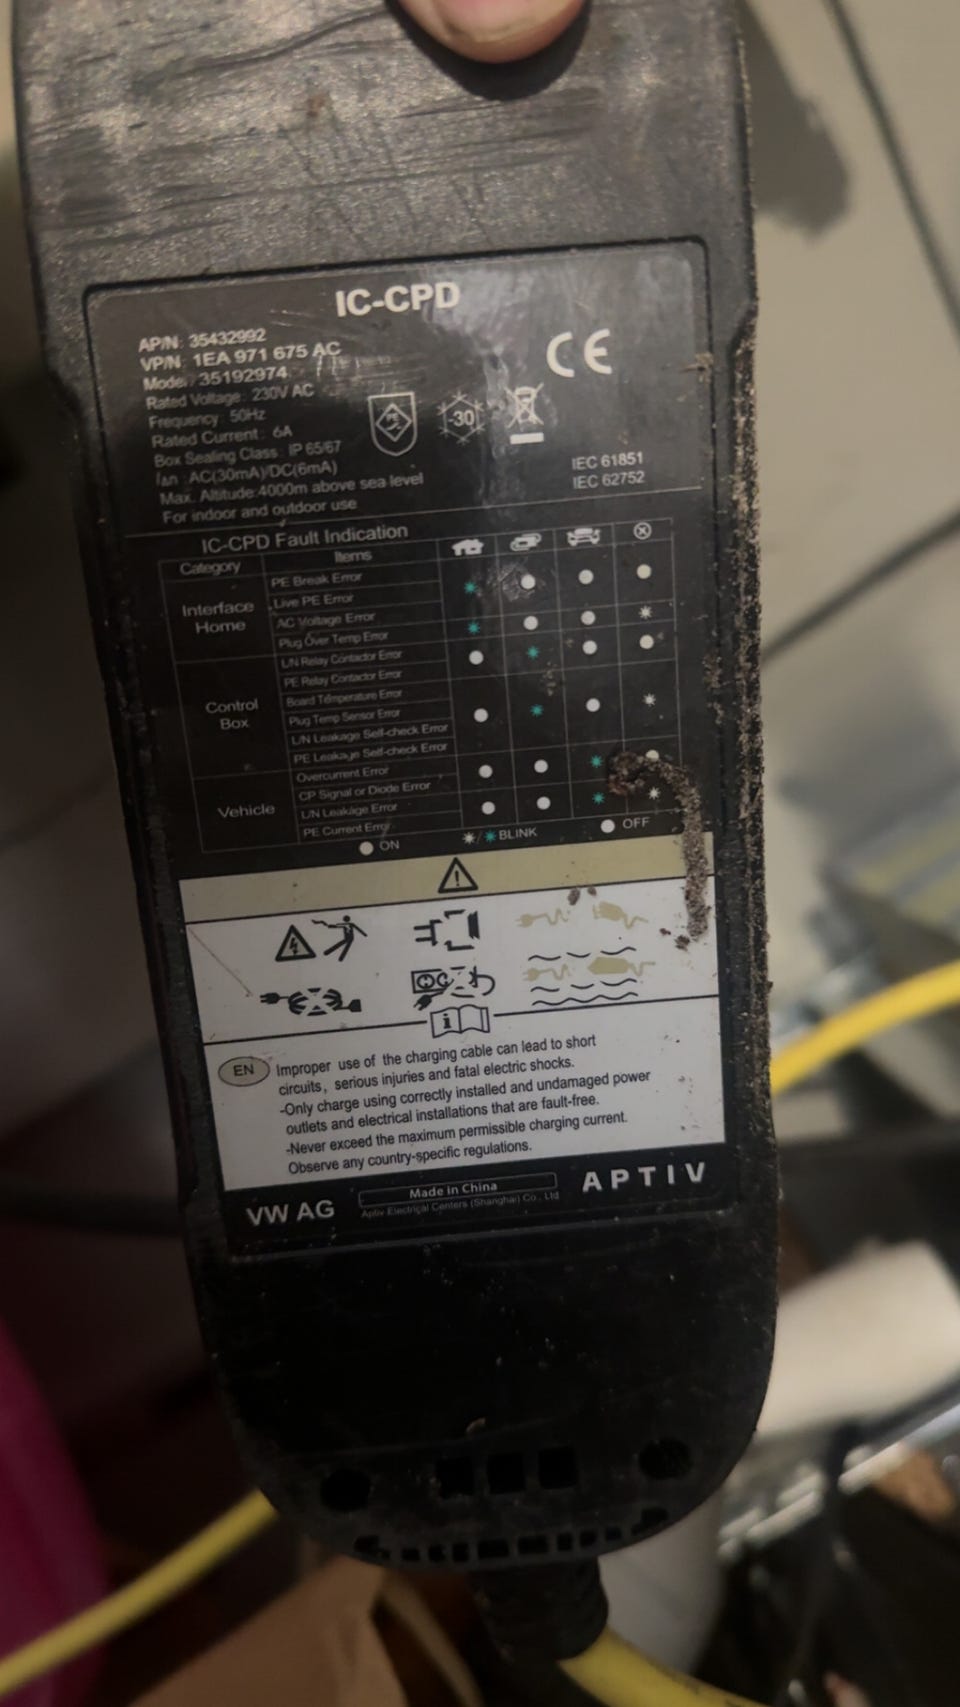 IC-CPD
AP/N: 35432992
VP/N: 1EA 971 675 AC
Model: 35192974
Rated Voltage: 230V AC
Frequency: 50Hz
Rated Current: 6A
Box Sealing Class: IP 65/67
IΔn :AC(30mA)/DC(6mA)
Max. Altitude:4000m above sea level
For indoor and outdoor use
CE
PE
-30
IEC 61851
IEC 62752
IC-CPD Fault Indication
Category
Items
Interface Home
PE Break Error
Live PE Error
AC Voltage Error
Plug Over Temp Error
Control Box
L/N Relay Contactor Error
PE Relay Contactor Error
Board Temperature Error
Plug Temp Sensor Error
L/N Leakage Self-check Error
PE Leakage Self-check Error
Vehicle
Overcurrent Error
CP Signal or Diode Error
L/N Leakage Error
PE Current Error
ON
BLINK
OFF
EN
Improper use of the charging cable can lead to short
circuits, serious injuries and fatal electric shocks.
-Only charge using correctly installed and undamaged power
outlets and electrical installations that are fault-free.
-Never exceed the maximum permissible charging current.
Observe any country-specific regulations.
VW AG
Made in China
Aptiv Electrical Centers (Shanghai) Co., Ltd
APTIV